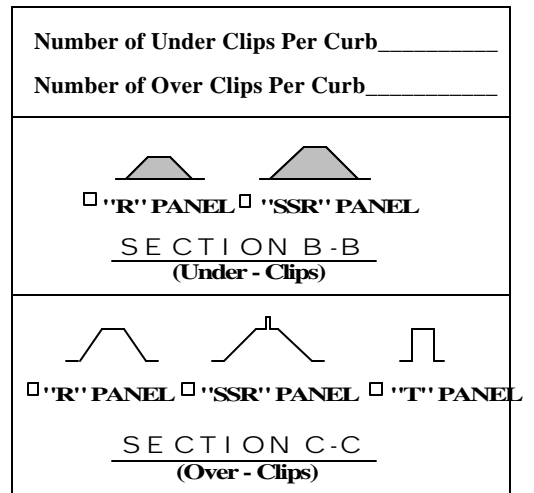 Number of Under Clips Per Curb__________
Number of Over Clips Per Curb___________
"R" PANEL "SSR" PANEL
SECTION B-B
(Under - Clips)
"R" PANEL "SSR" PANEL "T" PANEL
SECTION C-C
(Over - Clips)